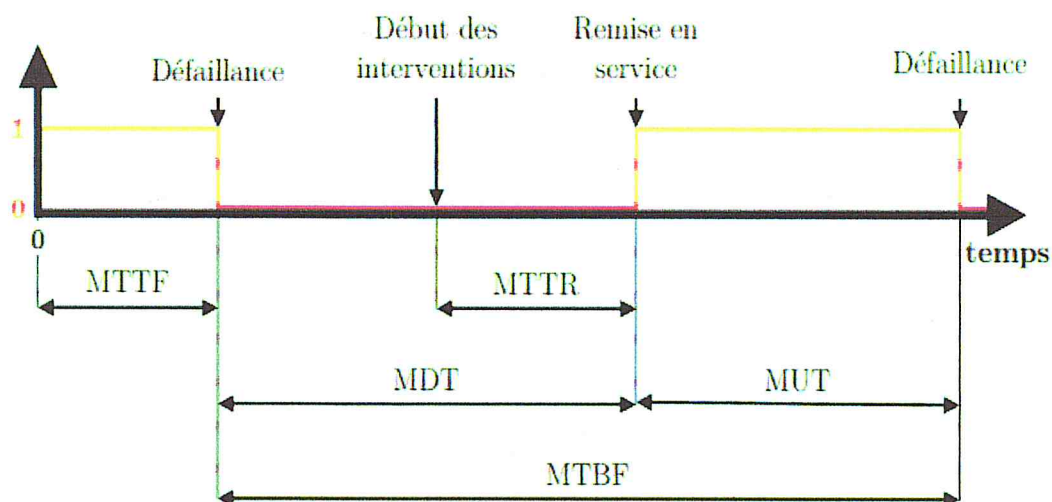 Début des
interventions
Remise en
service
Défaillance
Défaillance
1
0
0
temps
MTTF
MTTR
MDT
MUT
MTBF